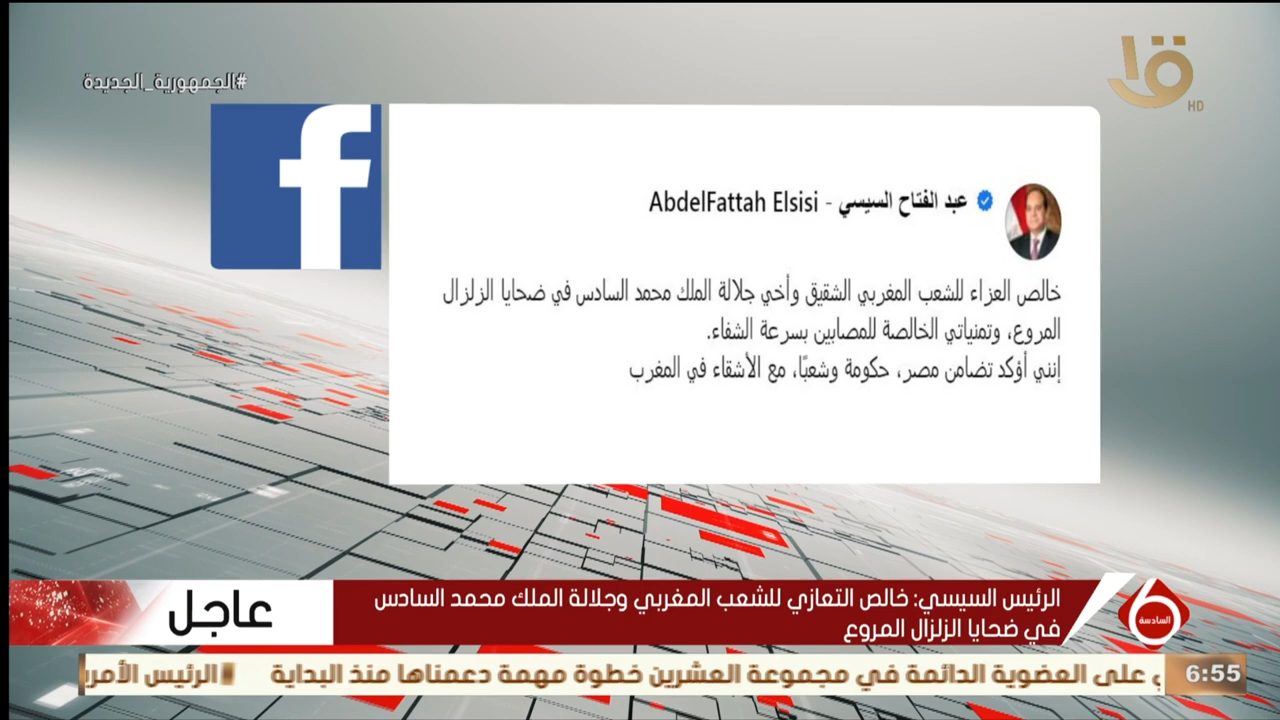 #الجمهورية_الجديدة
HD
عبد الفتاح السيسي - AbdelFattah Elsisi
خالص العزاء للشعب المغربي الشقيق وأخي جلالة الملك محمد السادس في ضحايا الزلزال
المروع، وتمنياتي الخالصة للمصابين بسرعة الشفاء.
إنني أؤكد تضامن مصر، حكومة وشعبًا، مع الأشقاء في المغرب
السادسة
الرئيس السيسي: خالص التعازي للشعب المغربي وجلالة الملك محمد السادس
في ضحايا الزلزال المروع
عاجل
6:55
على العضوية الدائمة في مجموعة العشرين خطوة مهمة دعمناها منذ البداية الرئيس